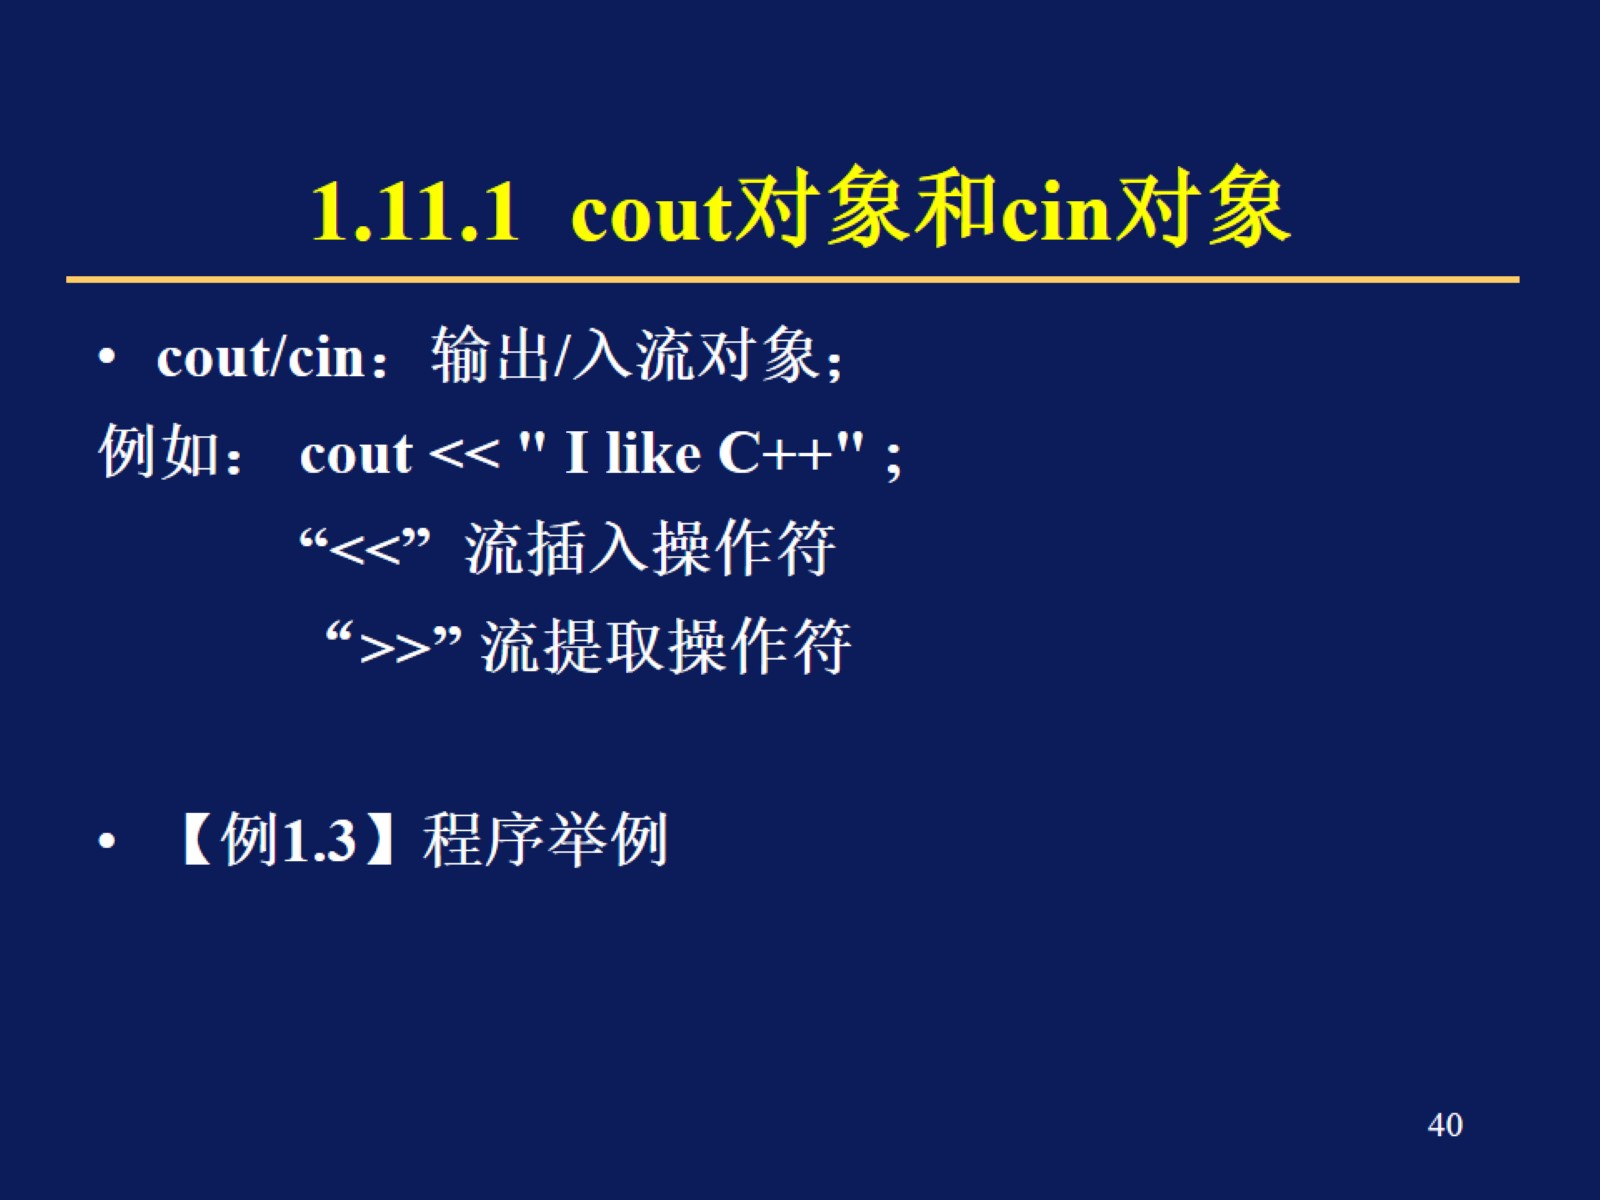 1.11.1  cout对象和cin对象
• cout/cin：输出/入流对象；
例如： cout << " I like C++" ;
“<<” 流插入操作符
“>>” 流提取操作符
• 【例1.3】程序举例
40